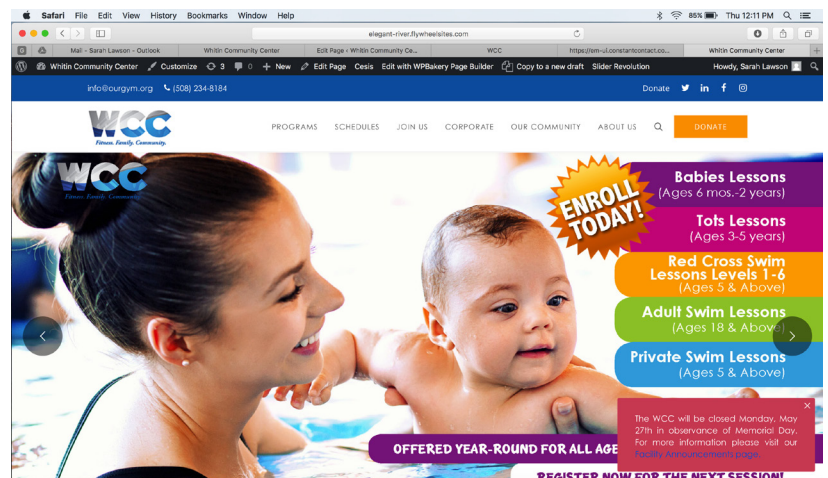 Safari File Edit View History Bookmarks Window Help
85% Thu 12:11 PM
elegant-river.flywheelsites.com
Mail - Sarah Lawson - Outlook
Whitin Community Center
Edit Page ‹ Whitin Community Ce...
WCC
https://em-ui.constantcontact.co...
Whitin Community Center
Whitin Community Center Customize 3 0 New Edit Page Cesis Edit with WPBakery Page Builder Copy to a new draft Slider Revolution Howdy, Sarah Lawson
info@ourgym.org (508) 234-8184 Donate
WCC
Fitness. Family. Community.
PROGRAMS SCHEDULES JOIN US CORPORATE OUR COMMUNITY ABOUT US DONATE
WCC
Fitness. Family. Community.
ENROLL
TODAY!
Babies Lessons
(Ages 6 mos.-2 years)
Tots Lessons
(Ages 3-5 years)
Red Cross Swim
Lessons Levels 1-6
(Ages 5 & Above)
Adult Swim Lessons
(Ages 18 & Above)
Private Swim Lessons
(Ages 5 & Above)
OFFERED YEAR-ROUND FOR ALL AGE
REGISTER NOW FOR THE NEXT SESSION!
The WCC will be closed Monday, May
27th in observance of Memorial Day.
For more information please visit our
Facility Announcements page.